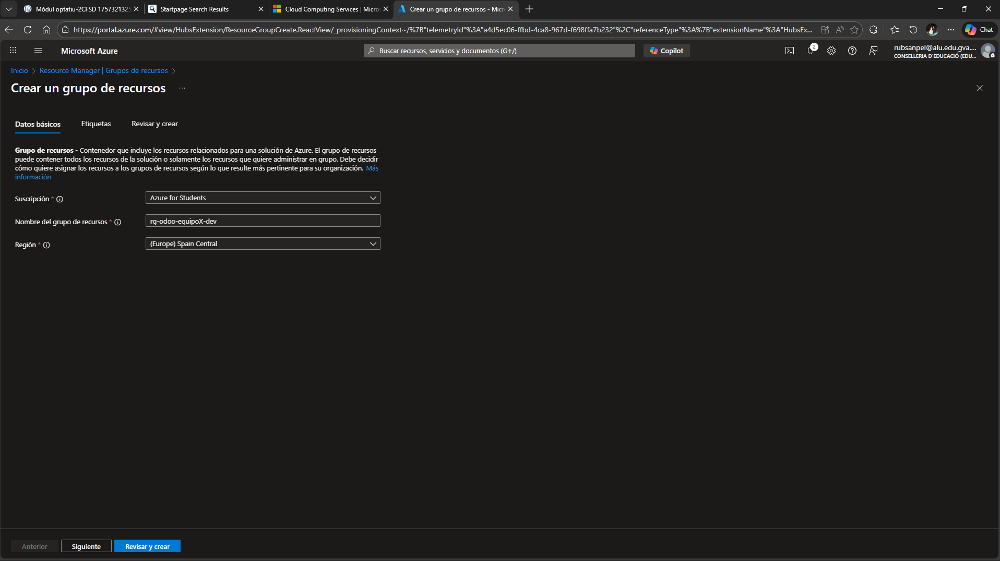 Mòdul optatiu-2CFSD 1757321325
Startpage Search Results
Cloud Computing Services | Micros
Crear un grupo de recursos - Micr
https://portal.azure.com/#view/HubsExtension/ResourceGroupCreate.ReactView/_provisioningContext~/%7B"telemetryId"%3A"a4d5ec06-ffbd-4ca8-967d-f698ffa7b232"%2C"referenceType"%3A%7B"extensionName"%3A"HubsEx...
Chat
Microsoft Azure
Buscar recursos, servicios y documentos (G+/)
Copilot
2
rubsanpel@alu.edu.gva....
CONSELLERIA D'EDUCACIÓ (EDU...
Inicio > Resource Manager | Grupos de recursos >
Crear un grupo de recursos ...
Datos básicos
Etiquetas
Revisar y crear
Grupo de recursos - Contenedor que incluye los recursos relacionados para una solución de Azure. El grupo de recursos
puede contener todos los recursos de la solución o solamente los recursos que quiere administrar en grupo. Debe decidir
cómo quiere asignar los recursos a los grupos de recursos según lo que resulte más pertinente para su organización. Más
información
Suscripción *
Azure for Students
Nombre del grupo de recursos *
rg-odoo-equipoX-dev
Región *
(Europe) Spain Central
Anterior
Siguiente
Revisar y crear